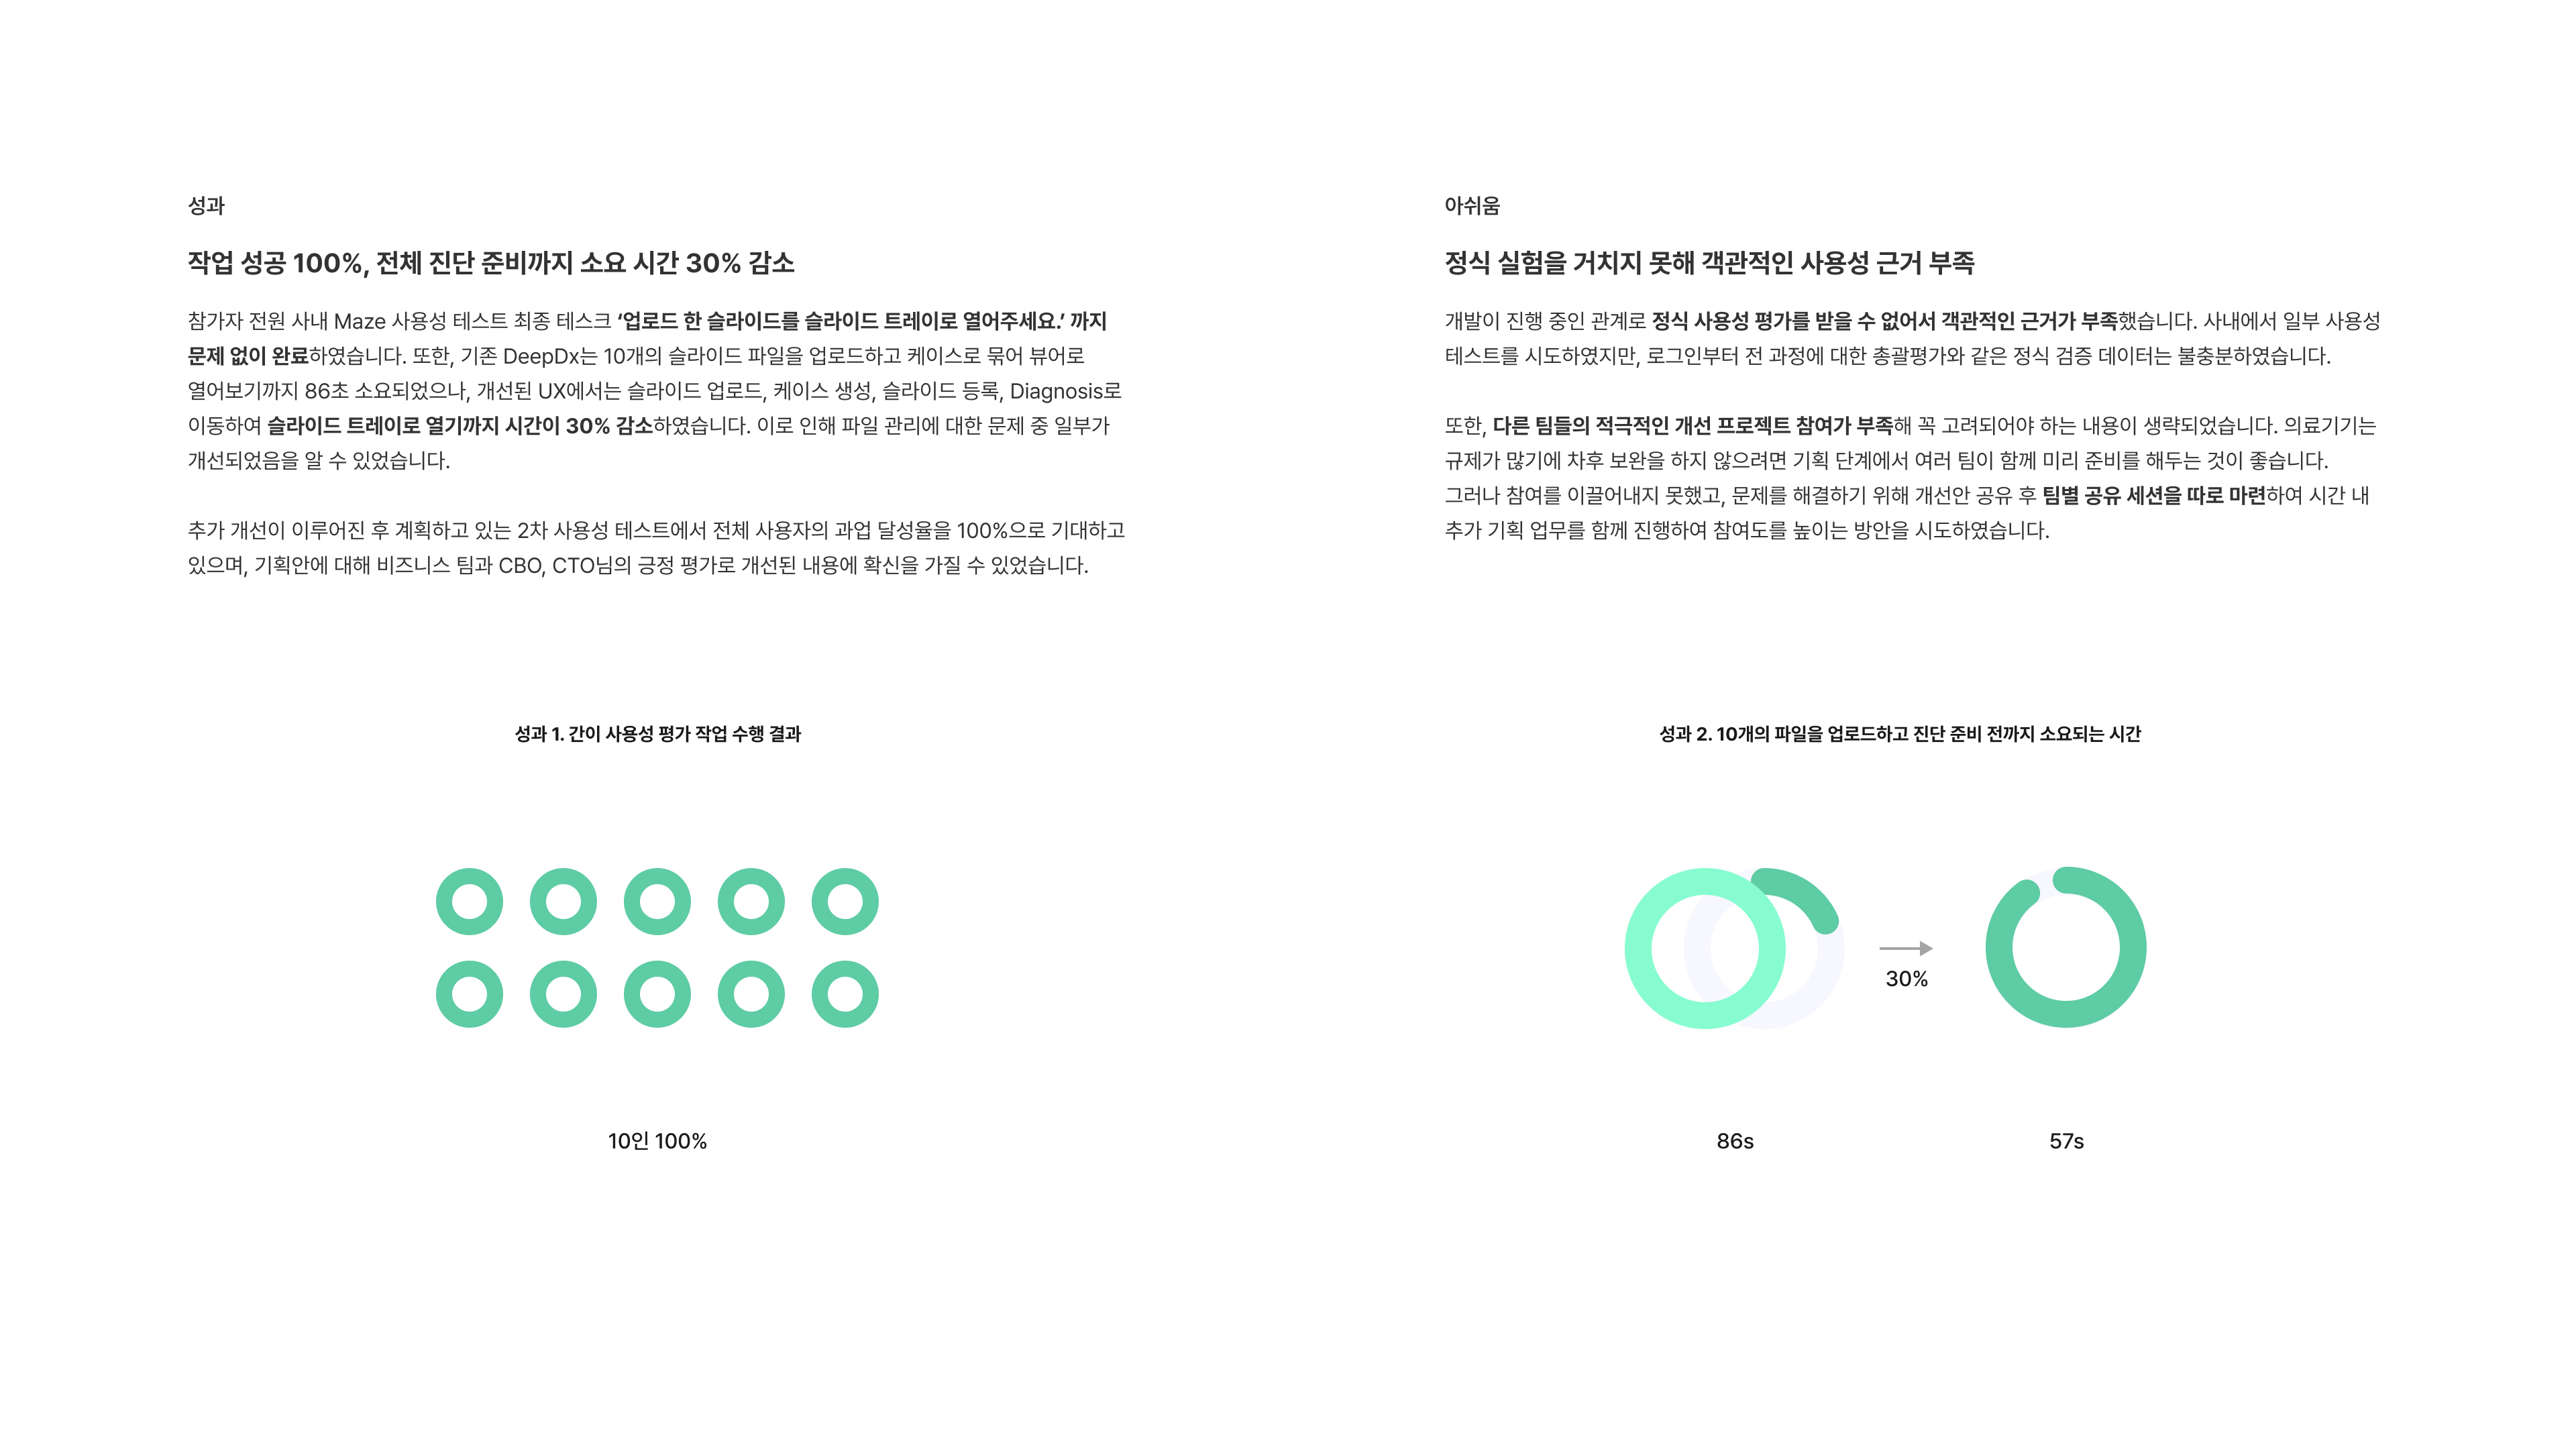 성과
작업 성공 100%, 전체 진단 준비까지 소요 시간 30% 감소
참가자 전원 사내 Maze 사용성 테스트 최종 테스크 ‘업로드 한 슬라이드를 슬라이드 트레이로 열어주세요.’ 까지
문제 없이 완료하였습니다. 또한, 기존 DeepDx는 10개의 슬라이드 파일을 업로드하고 케이스로 묶어 뷰어로
열어보기까지 86초 소요되었으나, 개선된 UX에서는 슬라이드 업로드, 케이스 생성, 슬라이드 등록, Diagnosis로
이동하여 슬라이드 트레이로 열기까지 시간이 30% 감소하였습니다. 이로 인해 파일 관리에 대한 문제 중 일부가
개선되었음을 알 수 있었습니다.
추가 개선이 이루어진 후 계획하고 있는 2차 사용성 테스트에서 전체 사용자의 과업 달성율을 100%으로 기대하고
있으며, 기획안에 대해 비즈니스 팀과 CBO, CTO님의 긍정 평가로 개선된 내용에 확신을 가질 수 있었습니다.
아쉬움
정식 실험을 거치지 못해 객관적인 사용성 근거 부족
개발이 진행 중인 관계로 정식 사용성 평가를 받을 수 없어서 객관적인 근거가 부족했습니다. 사내에서 일부 사용성
테스트를 시도하였지만, 로그인부터 전 과정에 대한 총괄평가와 같은 정식 검증 데이터는 불충분하였습니다.
또한, 다른 팀들의 적극적인 개선 프로젝트 참여가 부족해 꼭 고려되어야 하는 내용이 생략되었습니다. 의료기기는
규제가 많기에 차후 보완을 하지 않으려면 기획 단계에서 여러 팀이 함께 미리 준비를 해두는 것이 좋습니다.
그러나 참여를 이끌어내지 못했고, 문제를 해결하기 위해 개선안 공유 후 팀별 공유 세션을 따로 마련하여 시간 내
추가 기획 업무를 함께 진행하여 참여도를 높이는 방안을 시도하였습니다.
성과 1. 간이 사용성 평가 작업 수행 결과
10인 100%
성과 2. 10개의 파일을 업로드하고 진단 준비 전까지 소요되는 시간
30%
86s
57s